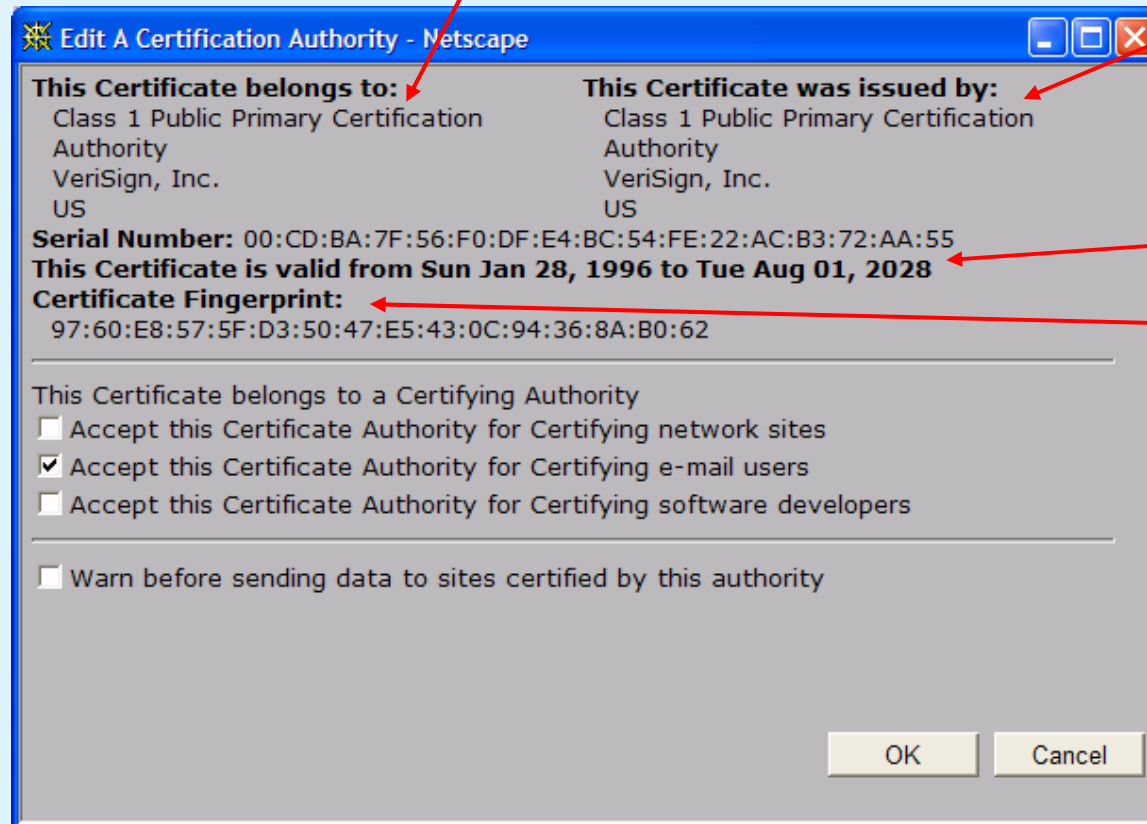 Edit A Certification Authority - Netscape
This Certificate belongs to:
Class 1 Public Primary Certification
Authority
VeriSign, Inc.
US
This Certificate was issued by:
Class 1 Public Primary Certification
Authority
VeriSign, Inc.
US
Serial Number: 00:CD:BA:7F:56:F0:DF:E4:BC:54:FE:22:AC:B3:72:AA:55
This Certificate is valid from Sun Jan 28, 1996 to Tue Aug 01, 2028
Certificate Fingerprint:
97:60:E8:57:5F:D3:50:47:E5:43:0C:94:36:8A:B0:62
This Certificate belongs to a Certifying Authority
Accept this Certificate Authority for Certifying network sites
Accept this Certificate Authority for Certifying e-mail users
Accept this Certificate Authority for Certifying software developers
Warn before sending data to sites certified by this authority
OK Cancel